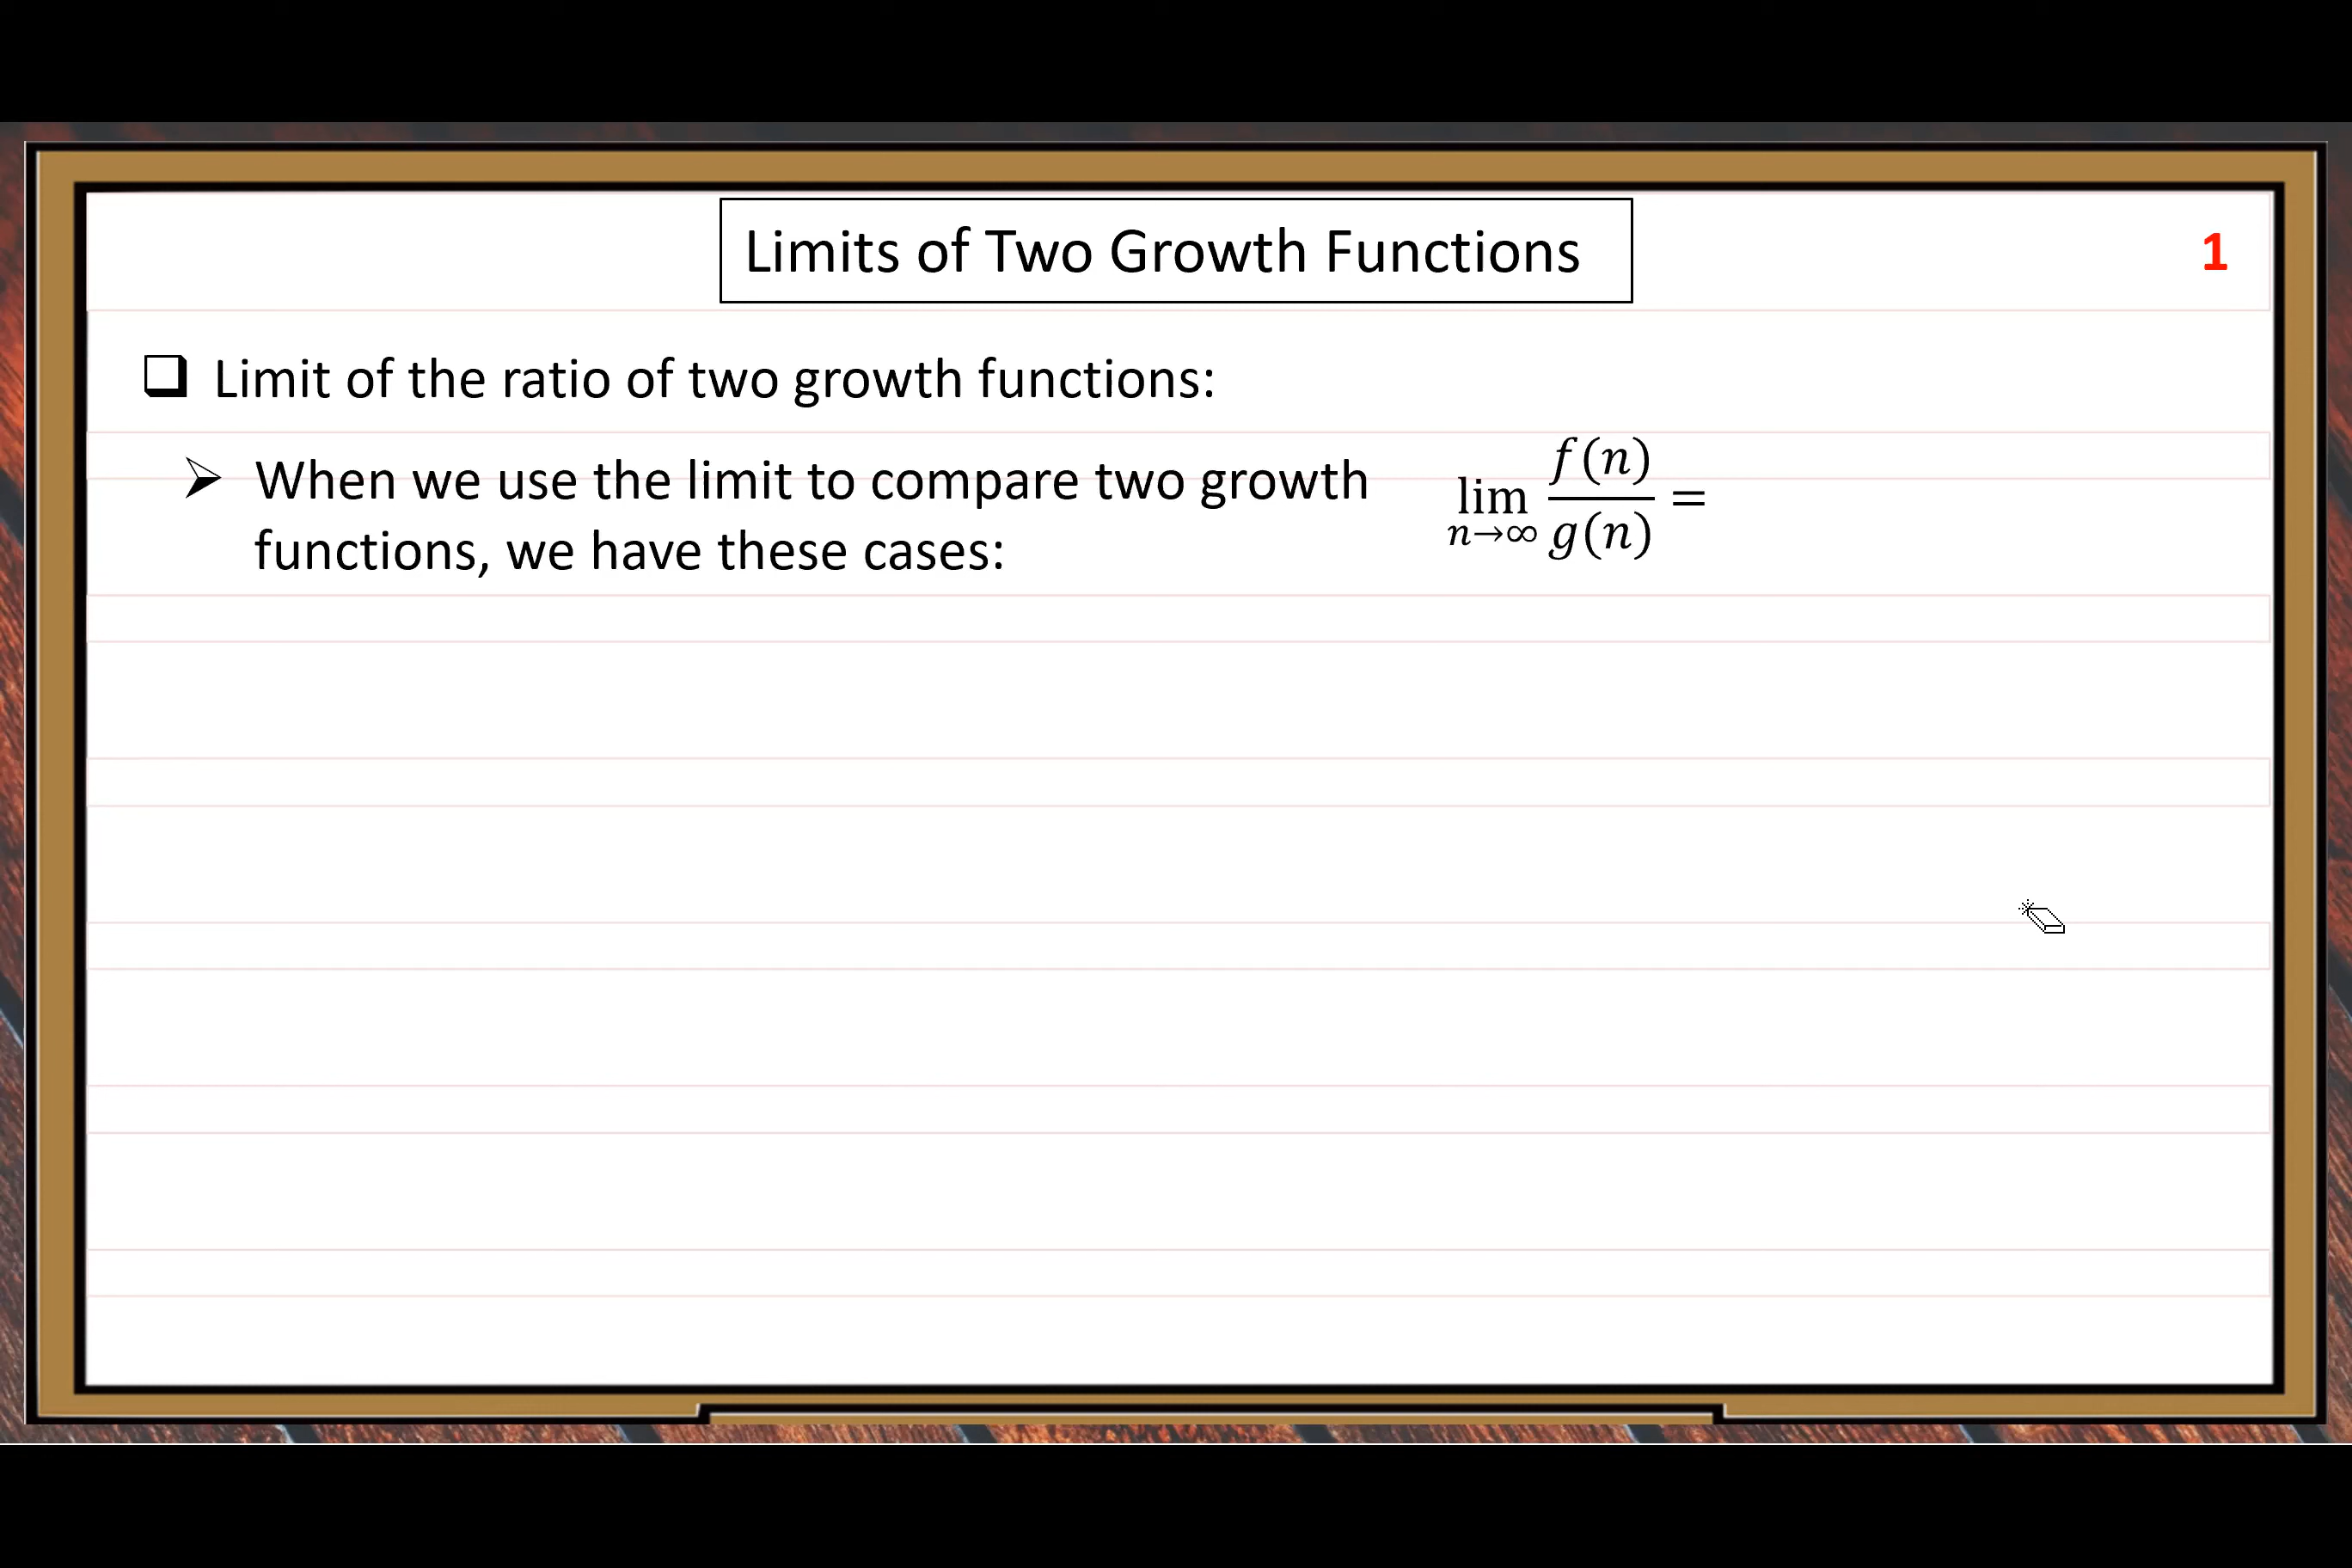 Limits of Two Growth Functions
1
❑ Limit of the ratio of two growth functions:
➢ When we use the limit to compare two growth
functions, we have these cases:
lim n→∞ f(n)/g(n) =